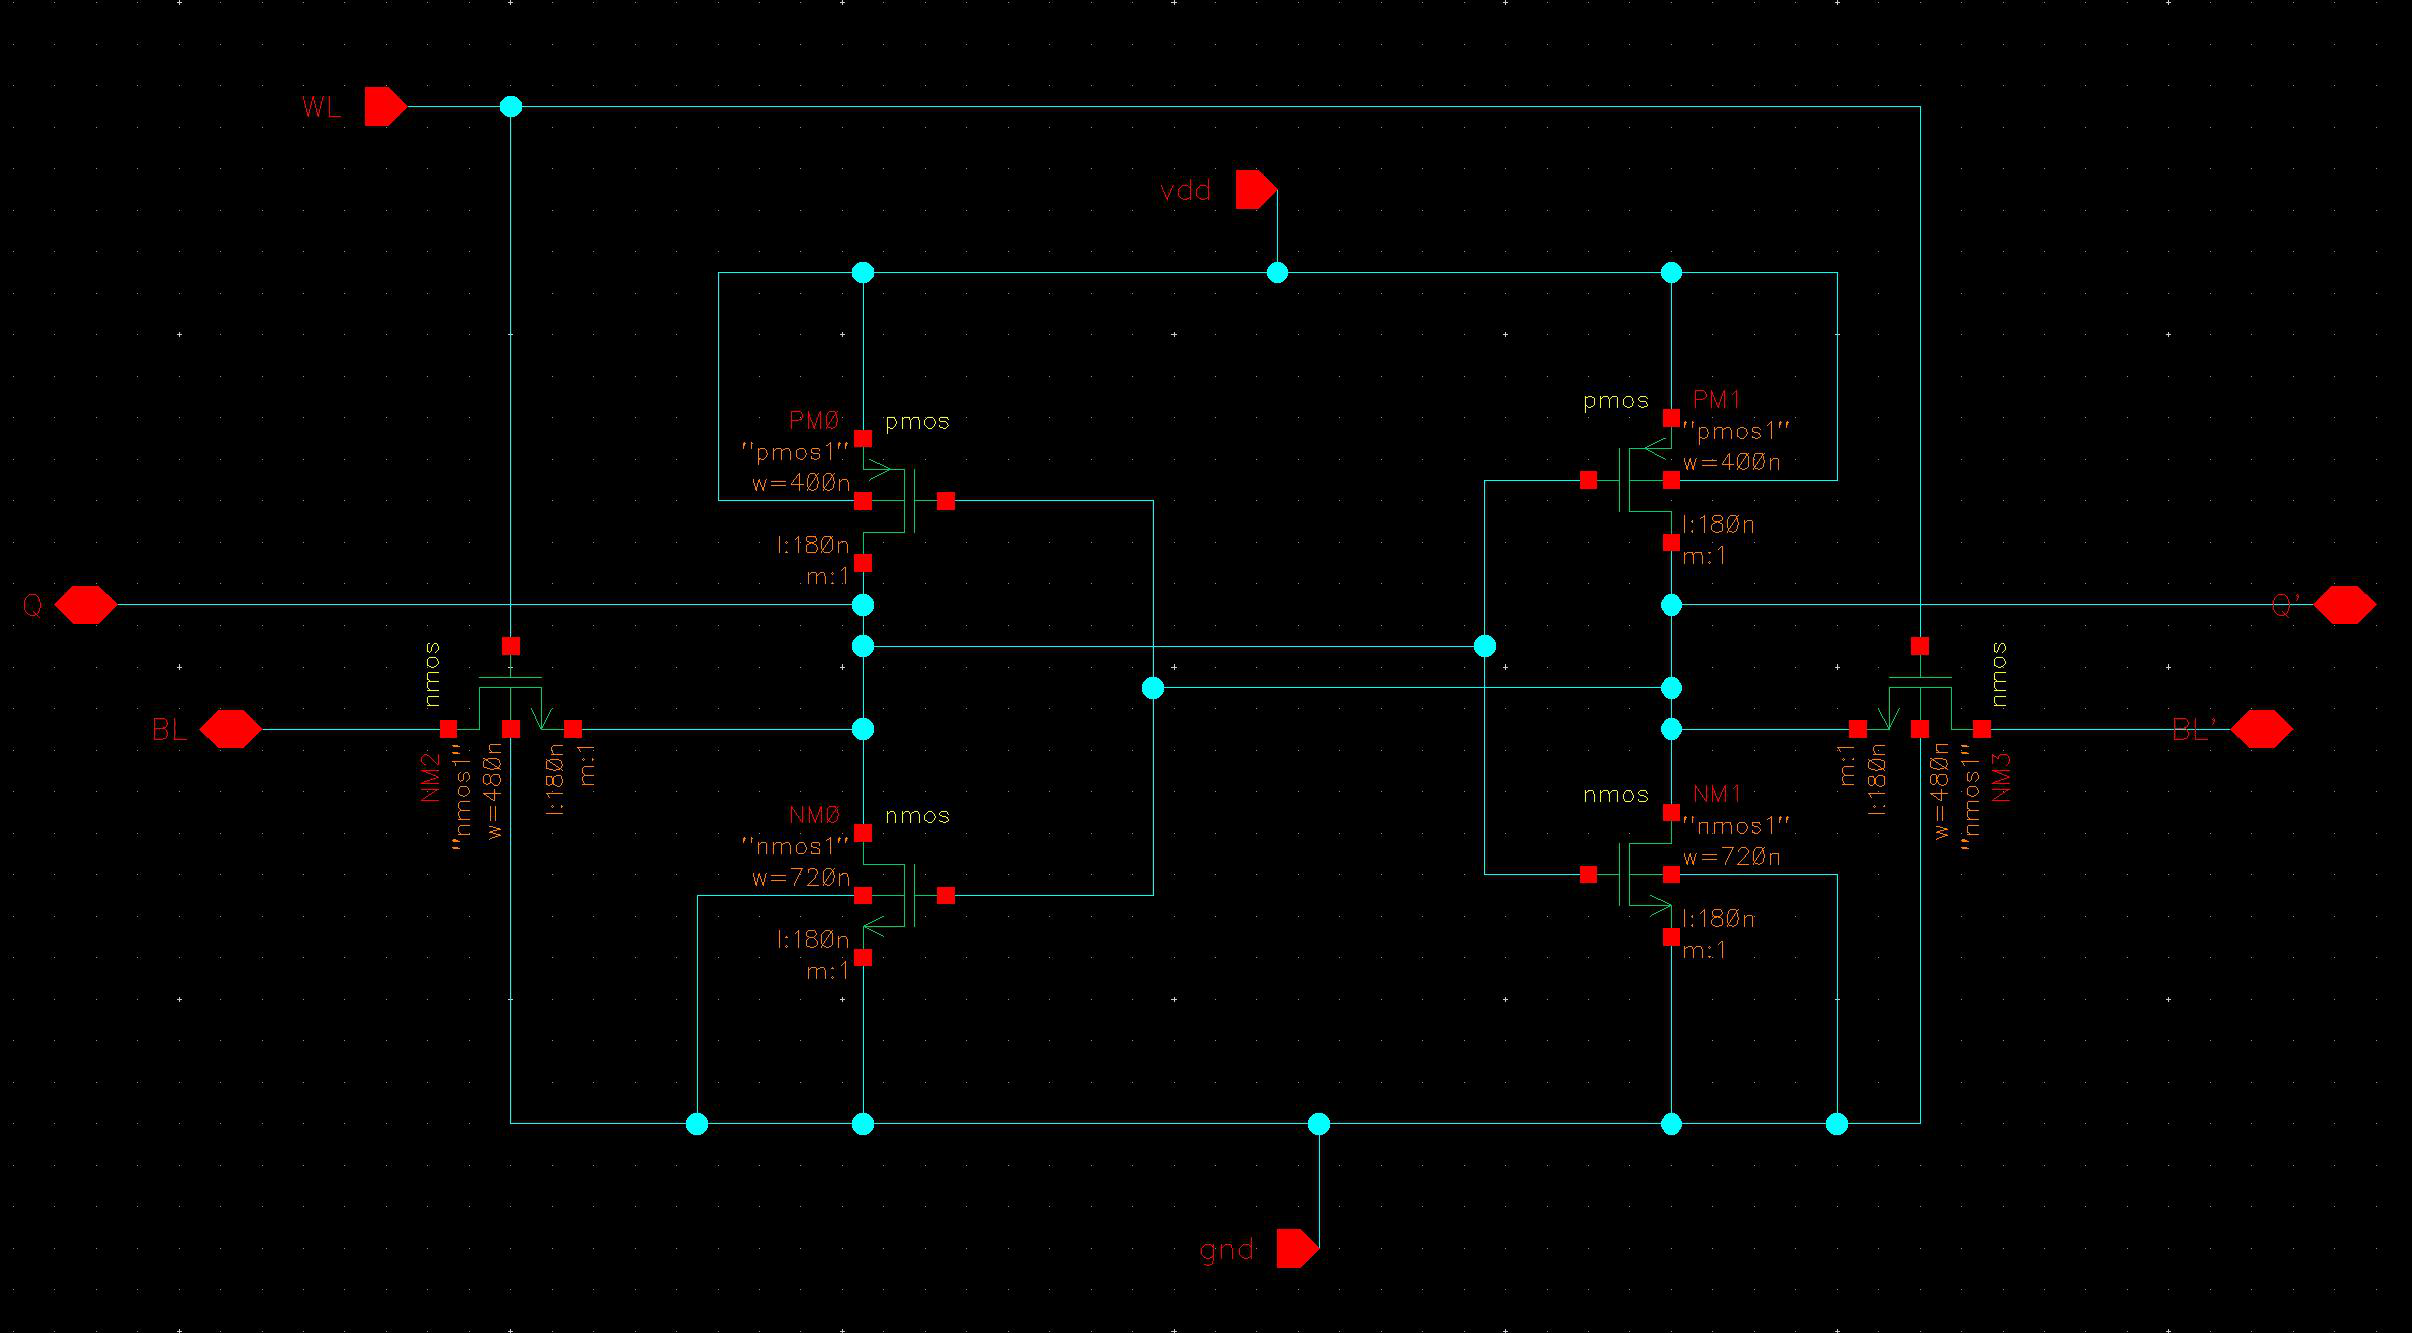 WL
vdd
PM0
pmos
"pmos1"
w=400n
l:180n
m:1
pmos
PM1
"pmos1"
w=400n
l:180n
m:1
Q
Q'
nmos
BL
NM2
"nmos1"
w=480n
l:180n
m:1
nmos
BL'
m:1
l:180n
w=480n
"nmos1"
NM3
NM0
nmos
"nmos1"
w=720n
l:180n
m:1
nmos
NM1
"nmos1"
w=720n
l:180n
m:1
gnd